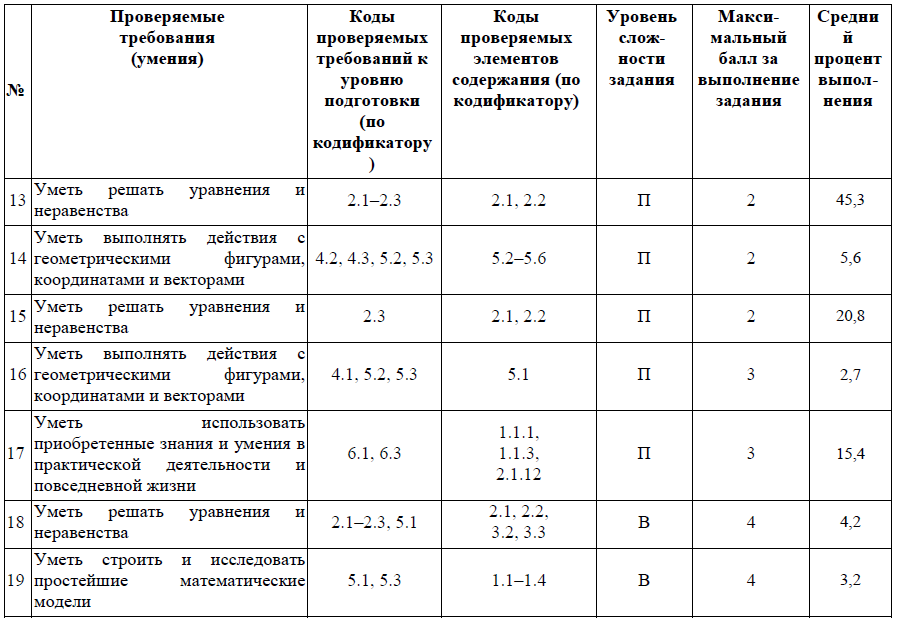 №
Проверяемые
требования
(умения)
Коды
проверяемых
требований к
уровню
подготовки
(по
кодификатору
)
Коды
проверяемых
элементов
содержания (по
кодификатору)
Уровень
слож-
ности
задания
Макси-
мальный
балл за
выполнение
задания
Средни
й
процент
выпол-
нения
13
Уметь решать уравнения и
неравенства
2.1–2.3
2.1, 2.2
П
2
45,3
14
Уметь выполнять действия с
геометрическими фигурами,
координатами и векторами
4.2, 4.3, 5.2, 5.3
5.2–5.6
П
2
5,6
15
Уметь решать уравнения и
неравенства
2.3
2.1, 2.2
П
2
20,8
16
Уметь выполнять действия с
геометрическими фигурами,
координатами и векторами
4.1, 5.2, 5.3
5.1
П
3
2,7
17
Уметь использовать
приобретенные знания и умения в
практической деятельности и
повседневной жизни
6.1, 6.3
1.1.1,
1.1.3,
2.1.12
П
3
15,4
18
Уметь решать уравнения и
неравенства
2.1–2.3, 5.1
2.1, 2.2,
3.2, 3.3
В
4
4,2
19
Уметь строить и исследовать
простейшие математические
модели
5.1, 5.3
1.1–1.4
В
4
3,2